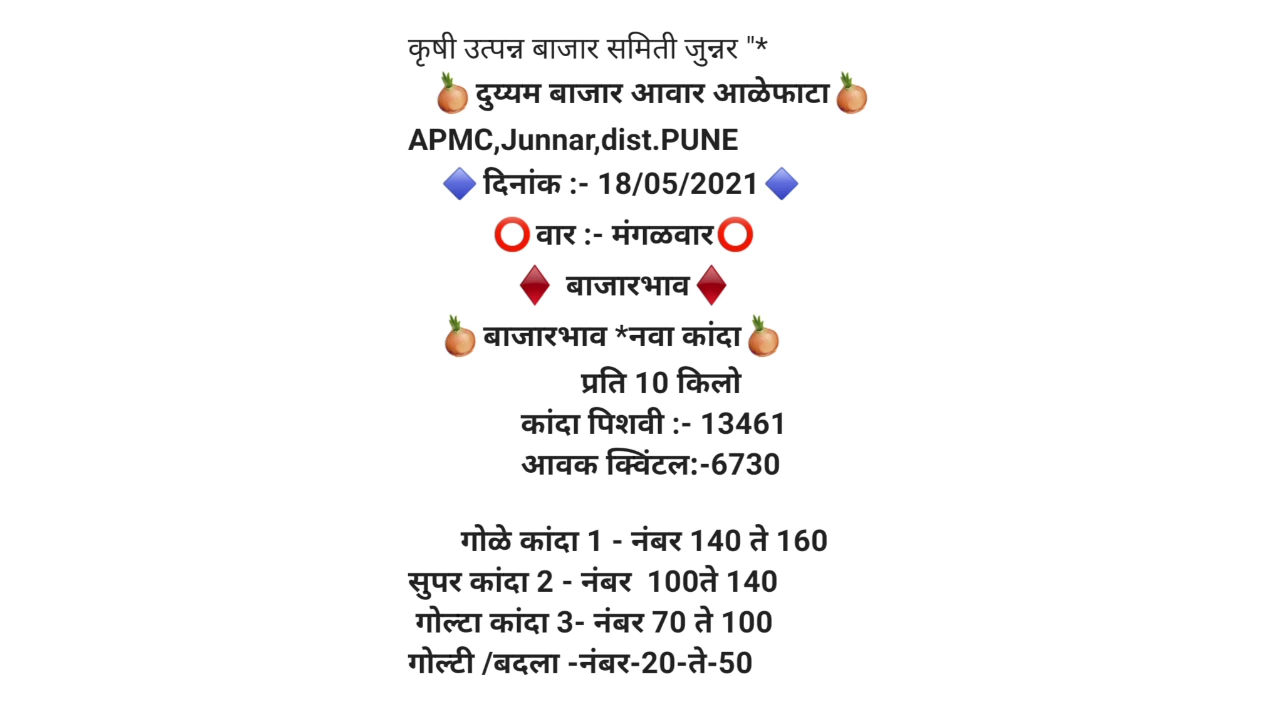 कृषी उत्पन्न बाजार समिती जुन्नर "*
🧅दुय्यम बाजार आवार आळेफाटा🧅
APMC,Junnar,dist.PUNE
🔷दिनांक :- 18/05/2021🔷
⭕वार :- मंगळवार⭕
♦️ बाजारभाव♦️
🧅बाजारभाव *नवा कांदा🧅
प्रति 10 किलो
कांदा पिशवी :- 13461
आवक क्विंटल:-6730
गोळे कांदा 1 - नंबर 140 ते 160
सुपर कांदा 2 - नंबर 100ते 140
गोल्टा कांदा 3- नंबर 70 ते 100
गोल्टी /बदला -नंबर-20-ते-50